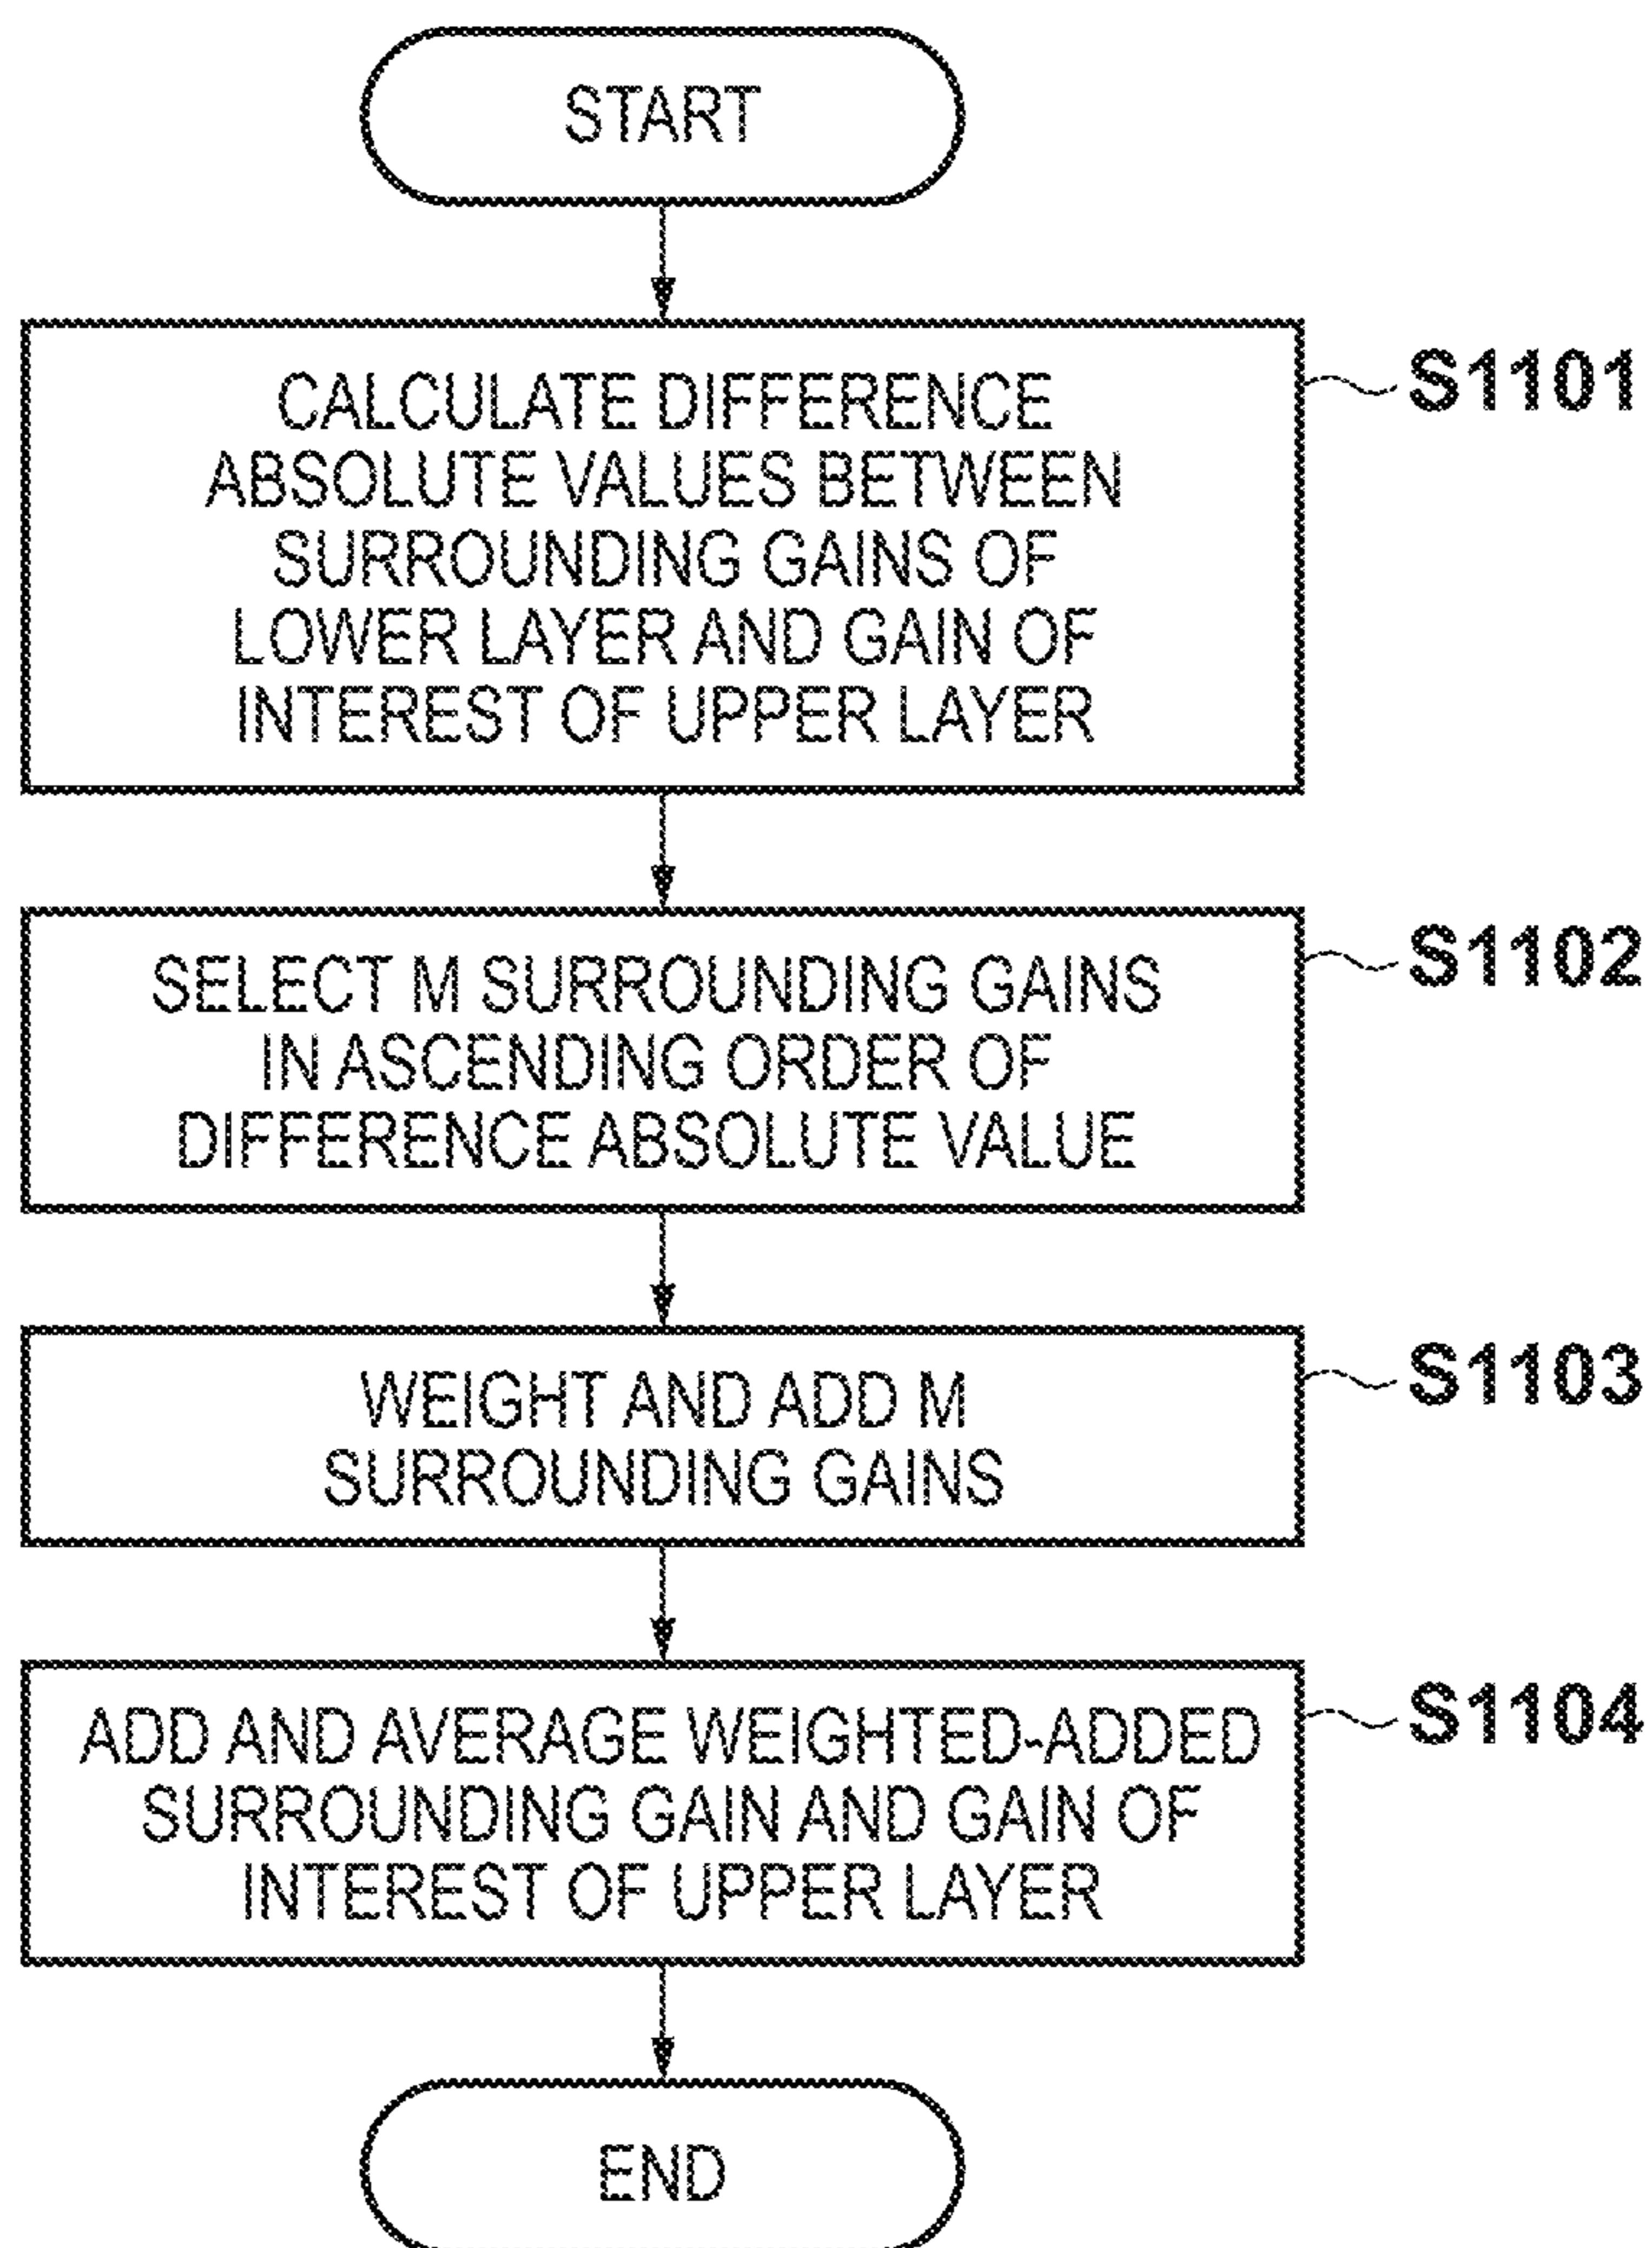 START
CALCULATE DIFFERENCE
ABSOLUTE VALUES BETWEEN
SURROUNDING GAINS OF
LOWER LAYER AND GAIN OF
INTEREST OF UPPER LAYER
S1101
SELECT M SURROUNDING GAINS
IN ASCENDING ORDER OF
DIFFERENCE ABSOLUTE VALUE
S1102
WEIGHT AND ADD M
SURROUNDING GAINS
S1103
ADD AND AVERAGE WEIGHTED-ADDED
SURROUNDING GAIN AND GAIN OF
INTEREST OF UPPER LAYER
S1104
END